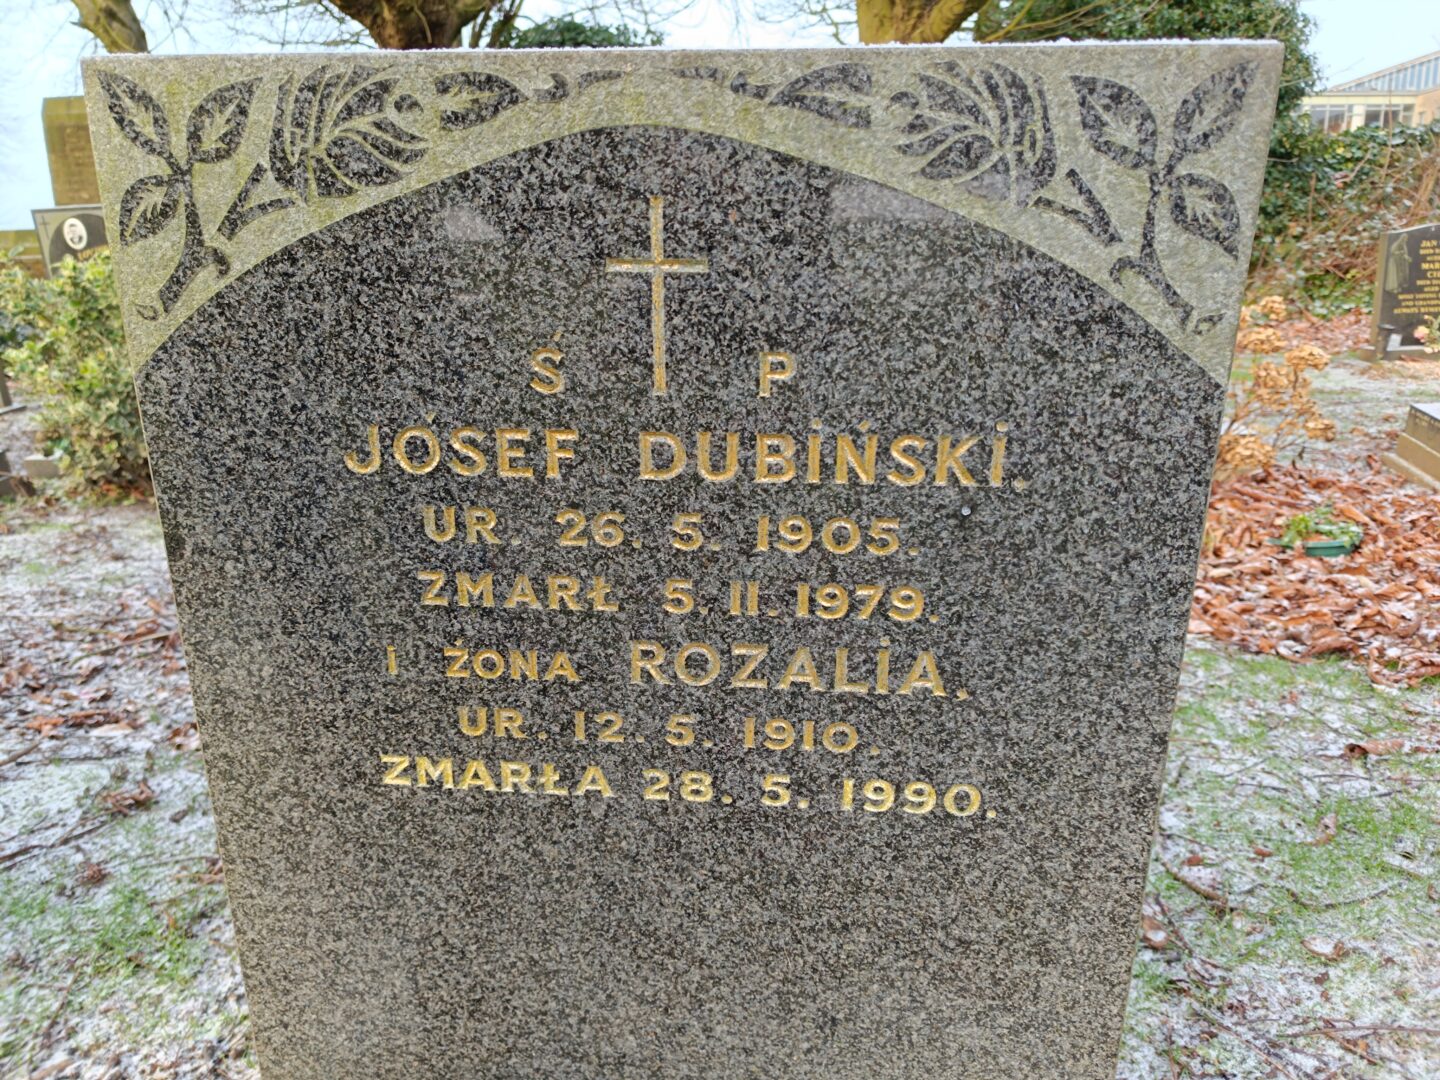 Ś P
JÓSEF DUBIŃSKI.
UR. 26. 5. 1905.
ZMARŁ 5. 11. 1979.
i ŻONA ROZALIA.
UR. 12. 5. 1910.
ZMARŁA 28. 5. 1990.
JAN